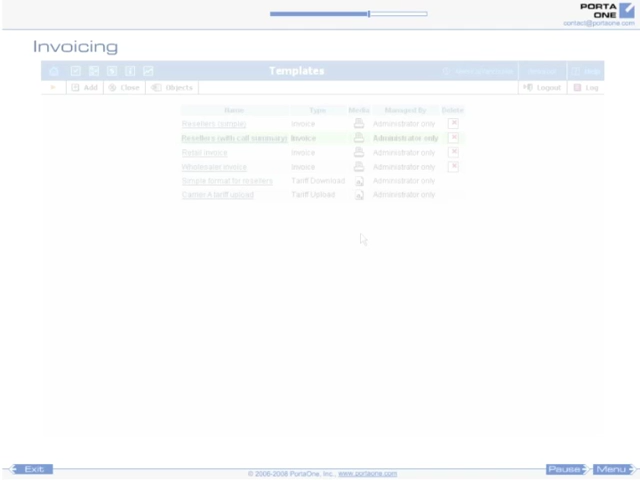 PORTA
ONE
contact@portaone.com
Invoicing
Templates
Help
Add Close Objects Logout Log
Name Type Media Managed By Delete
Resellers (simple) Invoice Administrator only
Resellers (with call summary) Invoice Administrator only
Retail invoice Invoice Administrator only
Wholesaler invoice Invoice Administrator only
Simple format for resellers Tariff Download Administrator only
Carrier A tariff upload Tariff Upload Administrator only
Exit
© 2006-2008 PortaOne, Inc., www.portaone.com
Pause
Menu